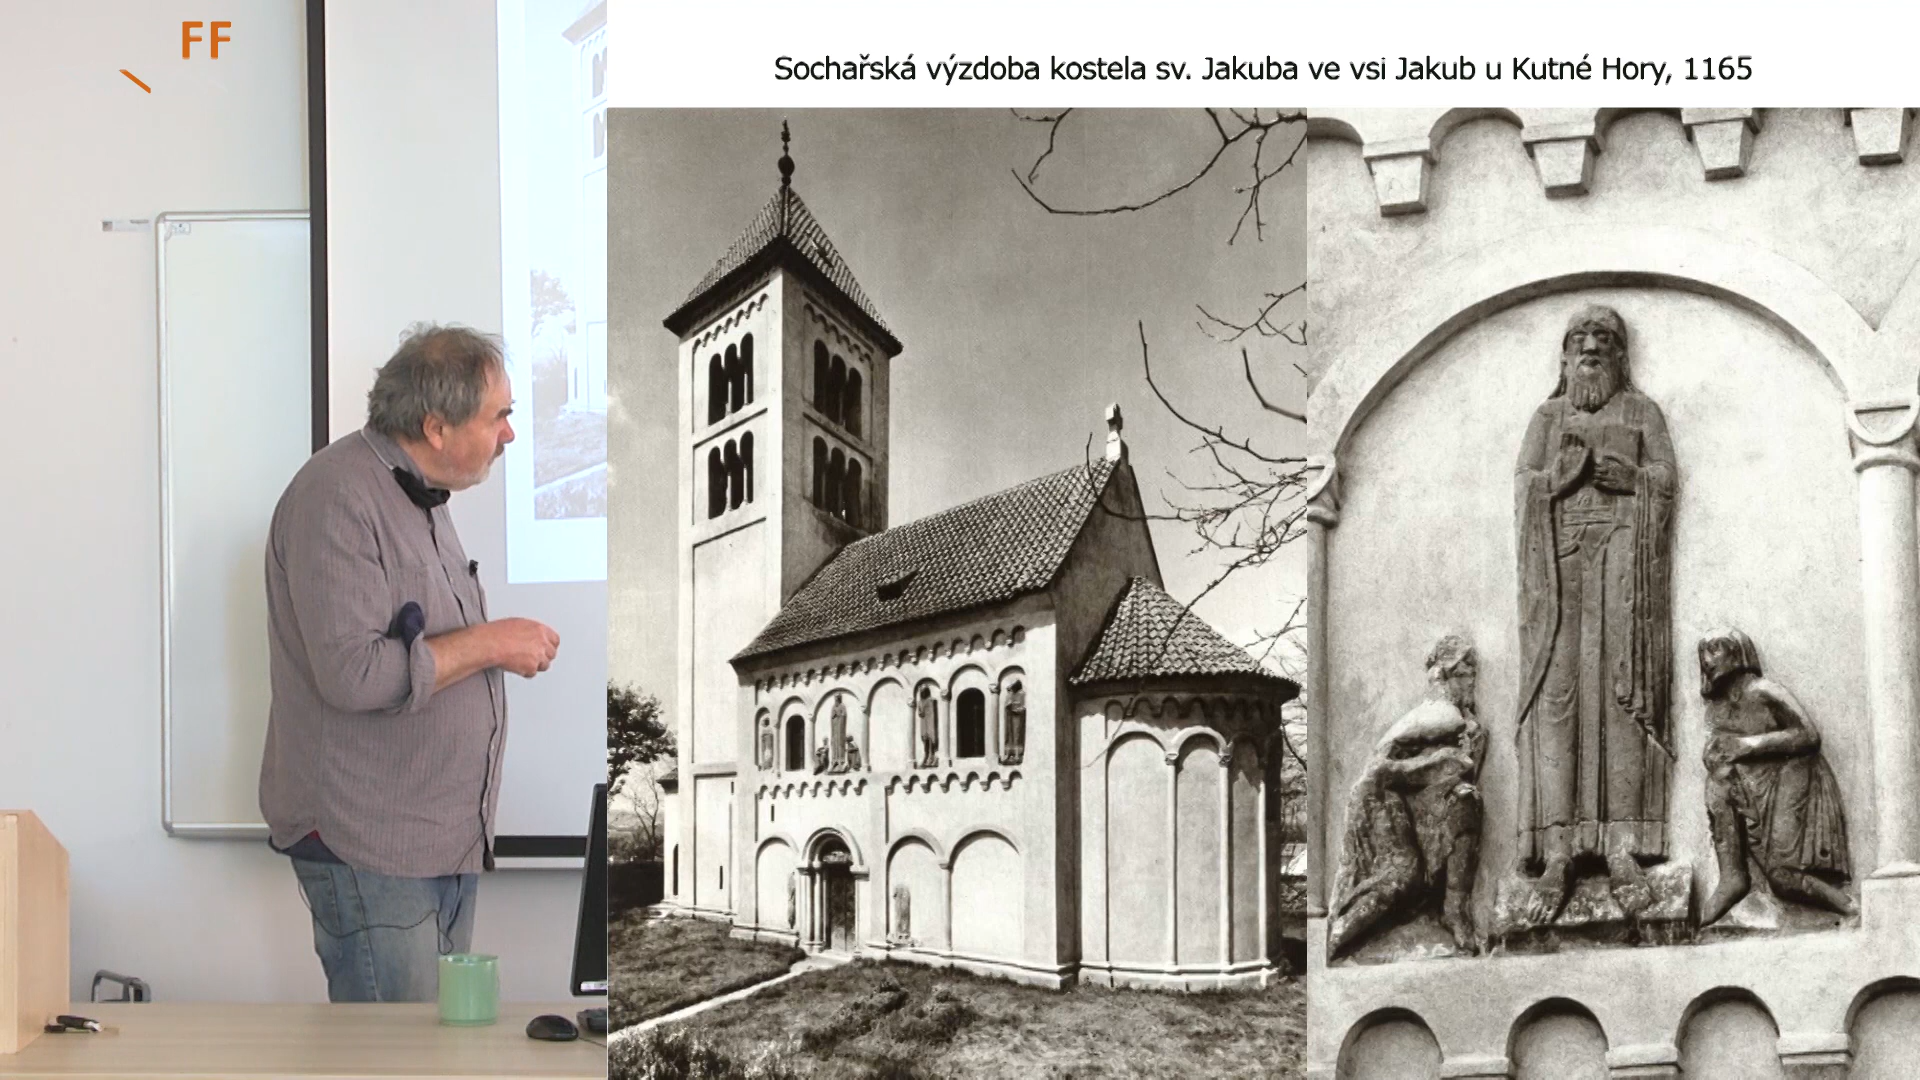 FF
Sochařská výzdoba kostela sv. Jakuba ve vsi Jakub u Kutné Hory, 1165